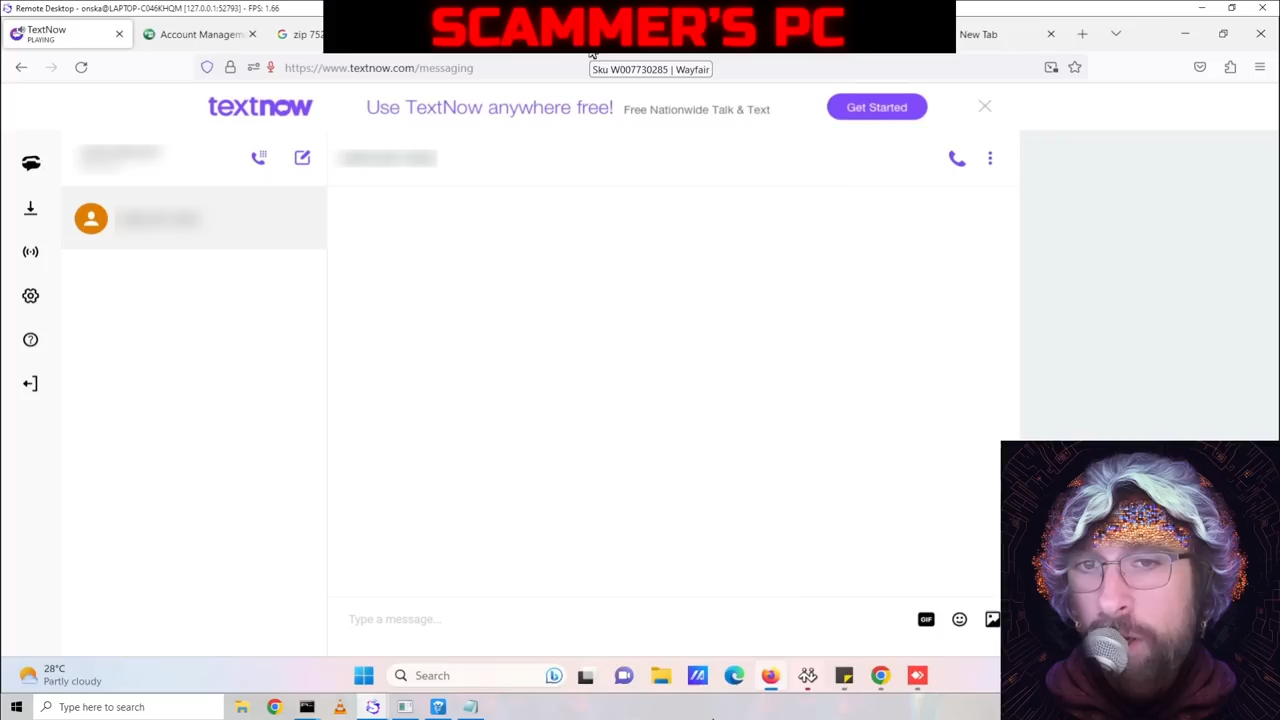 Remote Desktop - onska@LAPTOP-C046KHQM [127.0.0.1:52793] - FPS: 1.66
SCAMMER'S PC
TextNow
PLAYING
Account Managem
zip 752
New Tab
https://www.textnow.com/messaging
Sku W007730285 | Wayfair
textnow
Use TextNow anywhere free!
Free Nationwide Talk & Text
Get Started
Type a message...
GIF
28°C
Partly cloudy
Search
Type here to search